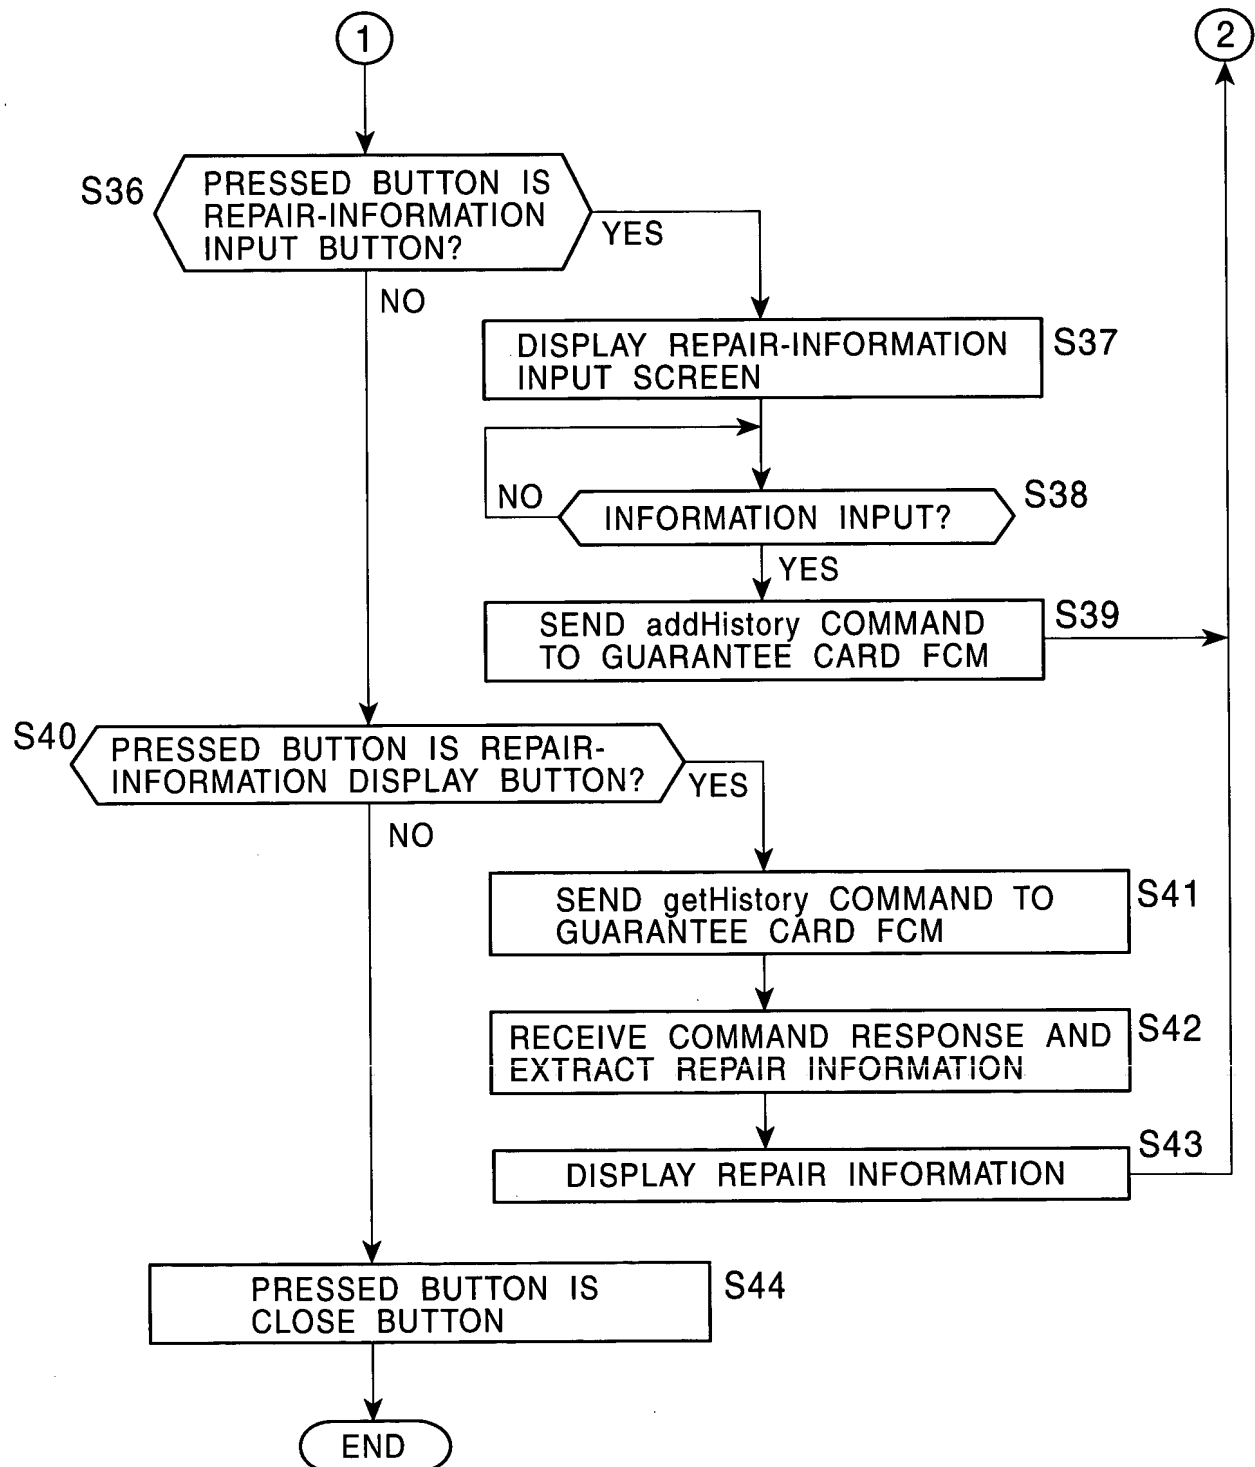 1
2
S36
PRESSED BUTTON IS
REPAIR-INFORMATION
INPUT BUTTON?
YES
NO
DISPLAY REPAIR-INFORMATION
INPUT SCREEN
S37
NO
INFORMATION INPUT?
S38
YES
SEND addHistory COMMAND
TO GUARANTEE CARD FCM
S39
S40
PRESSED BUTTON IS REPAIR-
INFORMATION DISPLAY BUTTON?
YES
NO
SEND getHistory COMMAND TO
GUARANTEE CARD FCM
S41
RECEIVE COMMAND RESPONSE AND
EXTRACT REPAIR INFORMATION
S42
DISPLAY REPAIR INFORMATION
S43
PRESSED BUTTON IS
CLOSE BUTTON
S44
END